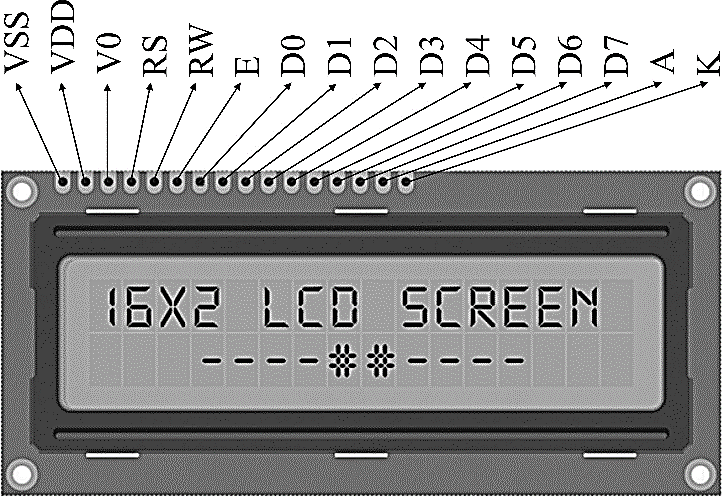 VSS VDD V0 RS RW E D0 D1 D2 D3 D4 D5 D6 D7 A K
16X2 LCD SCREEN
----##----